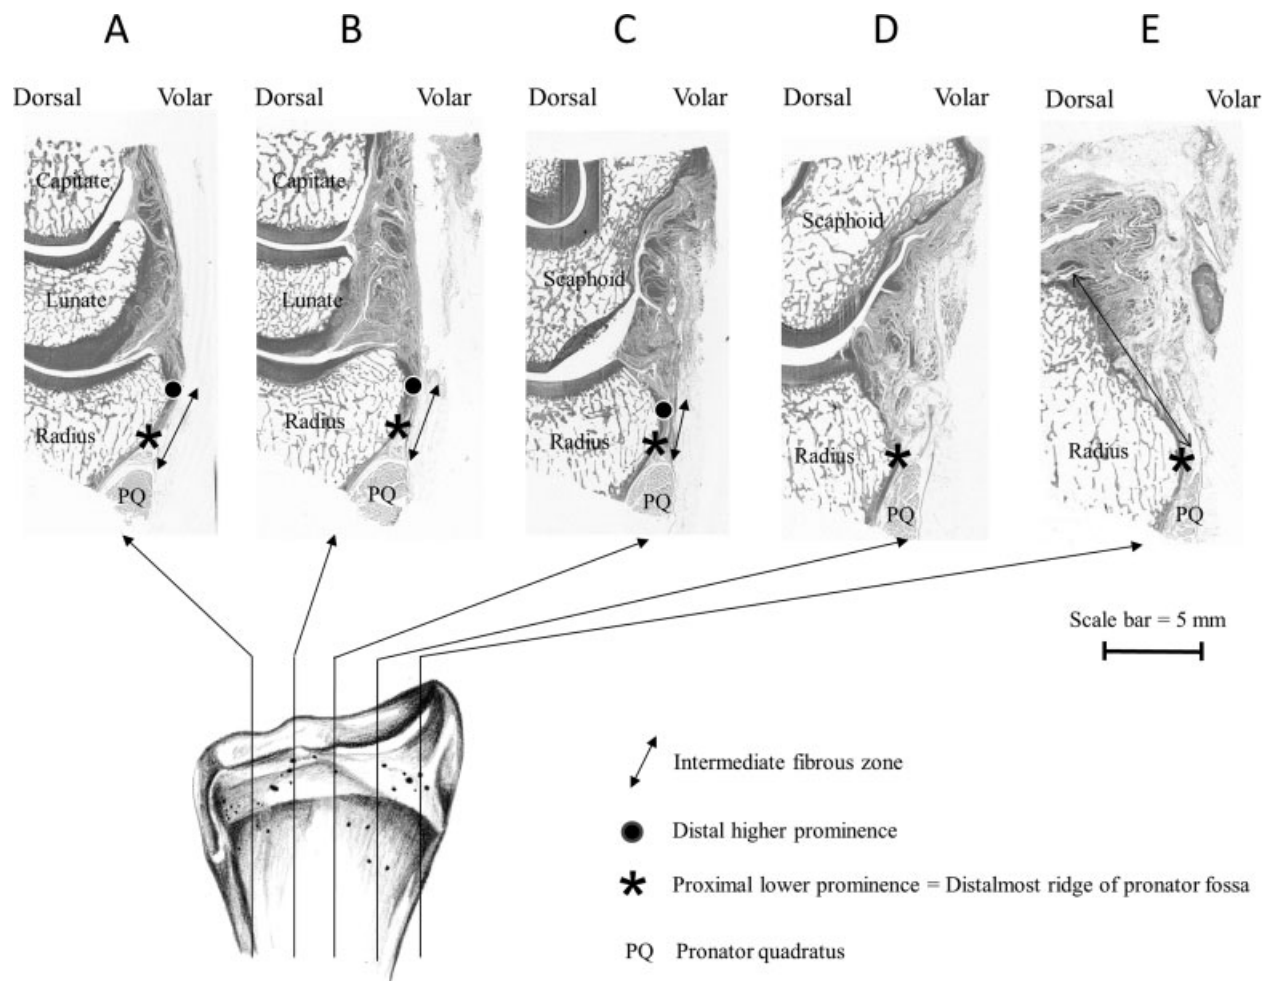 A B C D E
Dorsal Volar Dorsal Volar Dorsal Volar Dorsal Volar Dorsal Volar
Capitate Lunate Radius PQ
Capitate Lunate Radius PQ
Scaphoid Radius PQ
Scaphoid Radius PQ
Radius PQ
Scale bar = 5 mm
Intermediate fibrous zone
Distal higher prominence
Proximal lower prominence = Distalmost ridge of pronator fossa
PQ Pronator quadratus